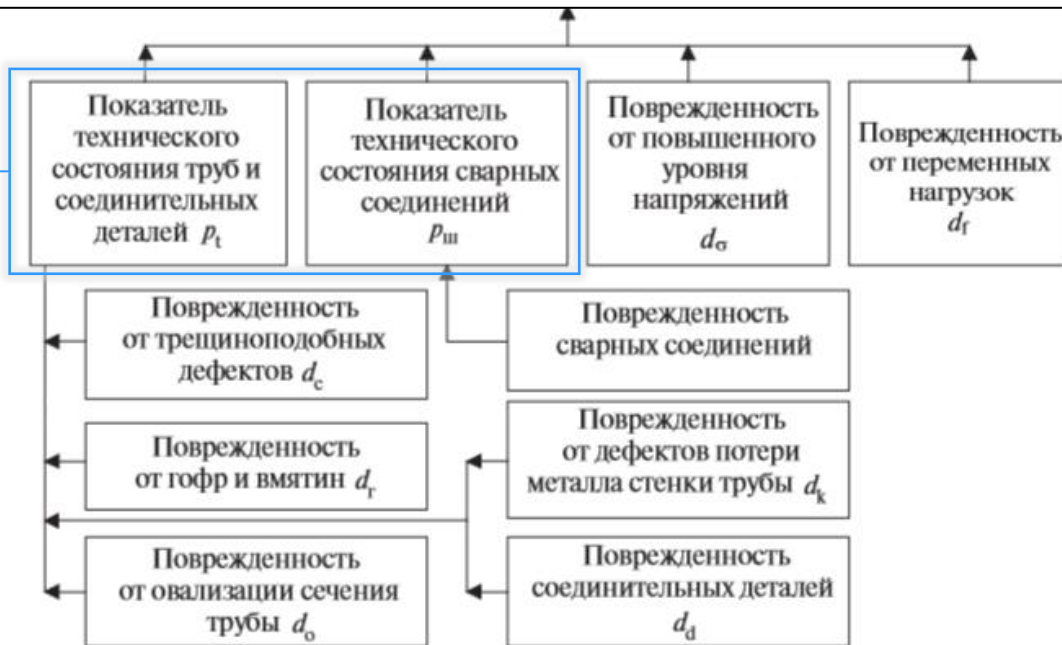 Показатель
технического
состояния труб и
соединительных
деталей pt
Показатель
технического
состояния сварных
соединений
pш
Поврежденность
от повышенного
уровня
напряжений
dσ
Поврежденность
от переменных
нагрузок
df
Поврежденность
от трещиноподобных
дефектов dc
Поврежденность
сварных соединений
Поврежденность
от гофр и вмятин dг
Поврежденность
от дефектов потери
металла стенки трубы dk
Поврежденность
от овализации сечения
трубы do
Поврежденность
соединительных деталей
dd